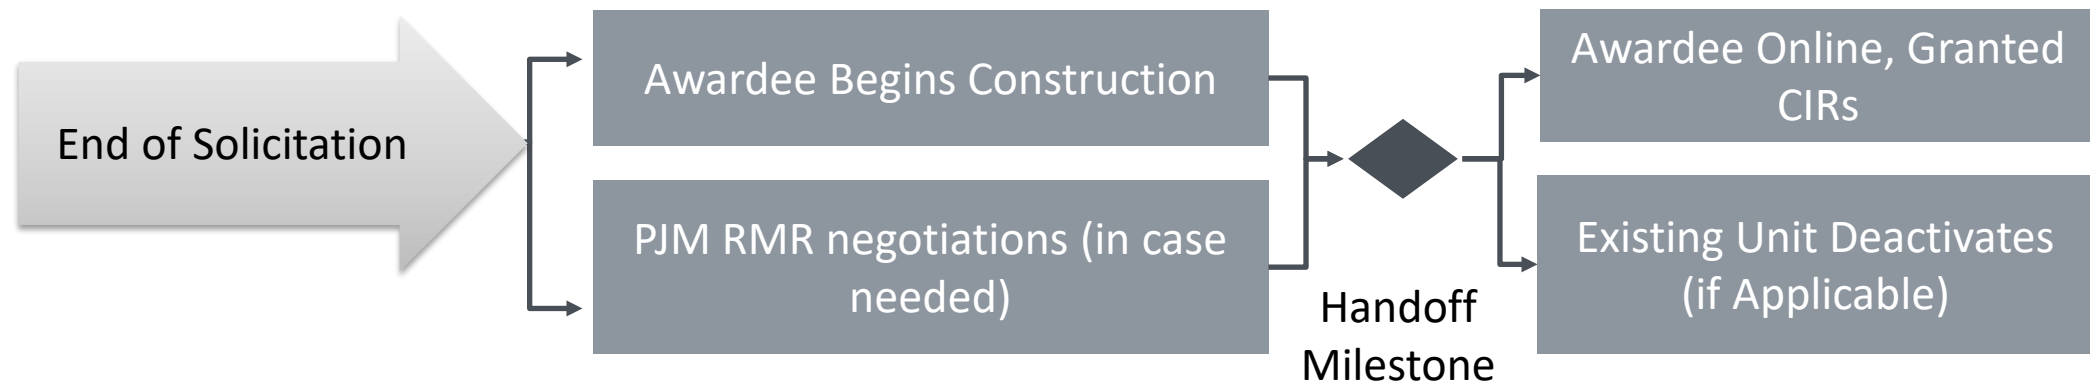 End of Solicitation
Awardee Begins Construction
PJM RMR negotiations (in case
needed)
Handoff
Milestone
Awardee Online, Granted
CIRs
Existing Unit Deactivates
(if Applicable)